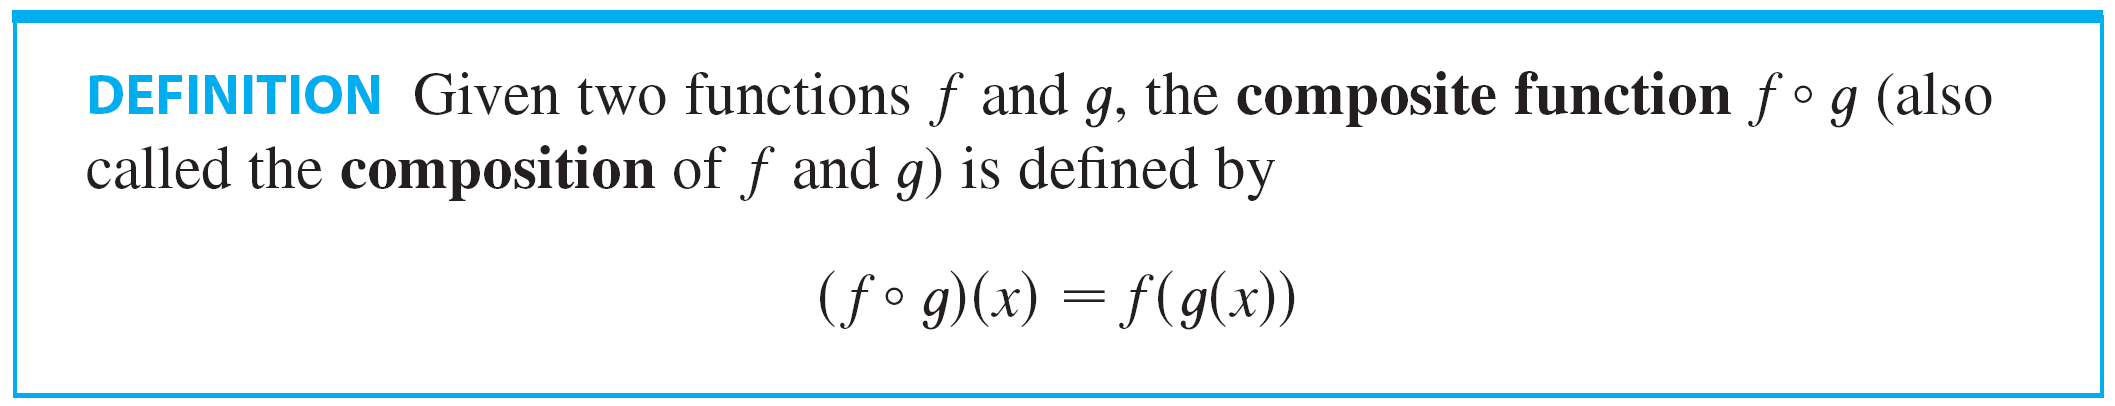 DEFINITION Given two functions f and g, the composite function f ∘ g (also
called the composition of f and g) is defined by
(f ∘ g)(x) = f(g(x))